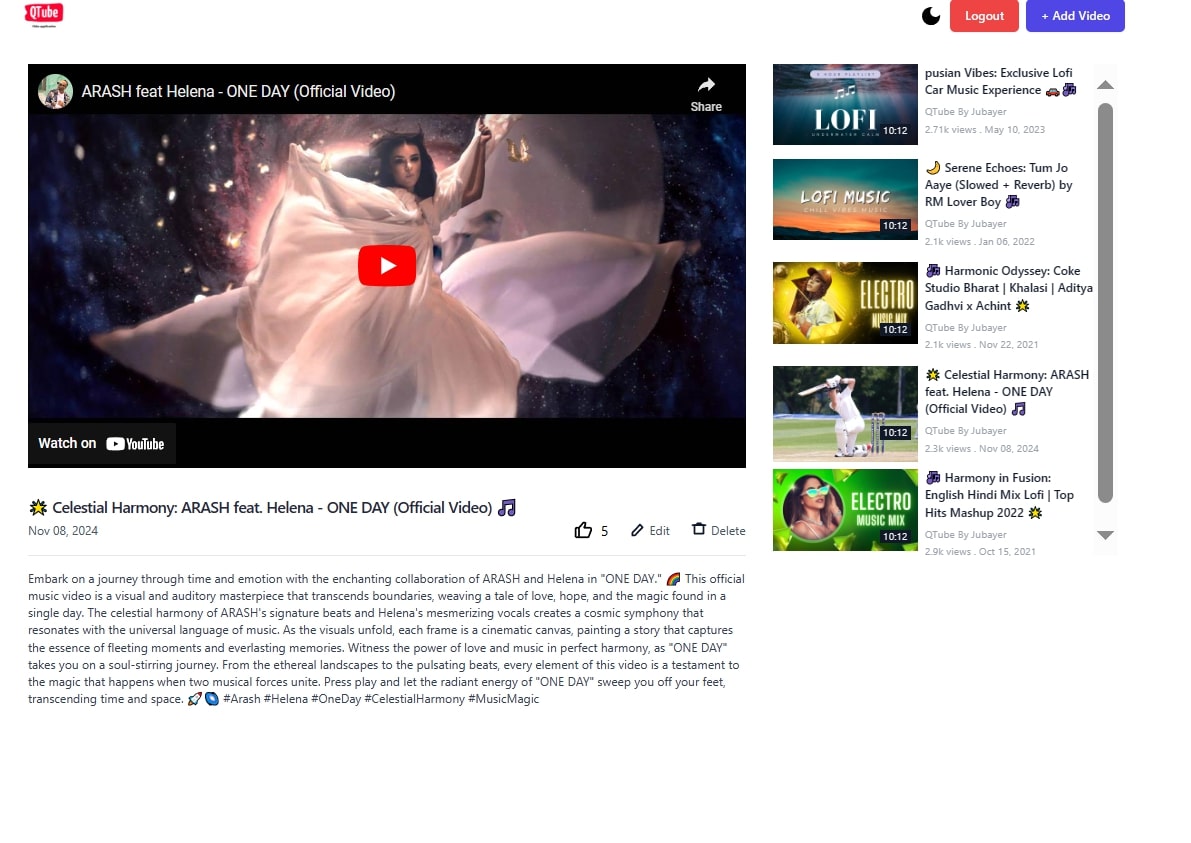 QTube
Logout
+ Add Video
ARASH feat Helena - ONE DAY (Official Video)
Share
Watch on YouTube
🌟 Celestial Harmony: ARASH feat. Helena - ONE DAY (Official Video) 🎵
Nov 08, 2024
5
Edit
Delete
Embark on a journey through time and emotion with the enchanting collaboration of ARASH and Helena in "ONE DAY." 🌈 This official
music video is a visual and auditory masterpiece that transcends boundaries, weaving a tale of love, hope, and the magic found in a
single day. The celestial harmony of ARASH's signature beats and Helena's mesmerizing vocals creates a cosmic symphony that
resonates with the universal language of music. As the visuals unfold, each frame is a cinematic canvas, painting a story that captures
the essence of fleeting moments and everlasting memories. Witness the power of love and music in perfect harmony, as "ONE DAY"
takes you on a soul-stirring journey. From the ethereal landscapes to the pulsating beats, every element of this video is a testament to
the magic that happens when two musical forces unite. Press play and let the radiant energy of "ONE DAY" sweep you off your feet,
transcending time and space. 🚀🌌 #Arash #Helena #OneDay #CelestialHarmony #MusicMagic
LOFI
UNDERWATER CALM
10:12
pusian Vibes: Exclusive Lofi
Car Music Experience 🚗🎶
QTube By Jubayer
2.71k views . May 10, 2023
LOFI MUSIC
CHILL VIBES MUSIC
10:12
🌙 Serene Echoes: Tum Jo
Aaye (Slowed + Reverb) by
RM Lover Boy 🎶
QTube By Jubayer
2.1k views . Jan 06, 2022
ELECTRO
MUSIC MIX
10:12
🎶 Harmonic Odyssey: Coke
Studio Bharat | Khalasi | Aditya
Gadhvi x Achint 🌟
QTube By Jubayer
2.1k views . Nov 22, 2021
10:12
🌟 Celestial Harmony: ARASH
feat. Helena - ONE DAY
(Official Video) 🎵
QTube By Jubayer
2.3k views . Nov 08, 2024
ELECTRO
MUSIC MIX
10:12
🎶 Harmony in Fusion:
English Hindi Mix Lofi | Top
Hits Mashup 2022 🌟
QTube By Jubayer
2.9k views . Oct 15, 2021